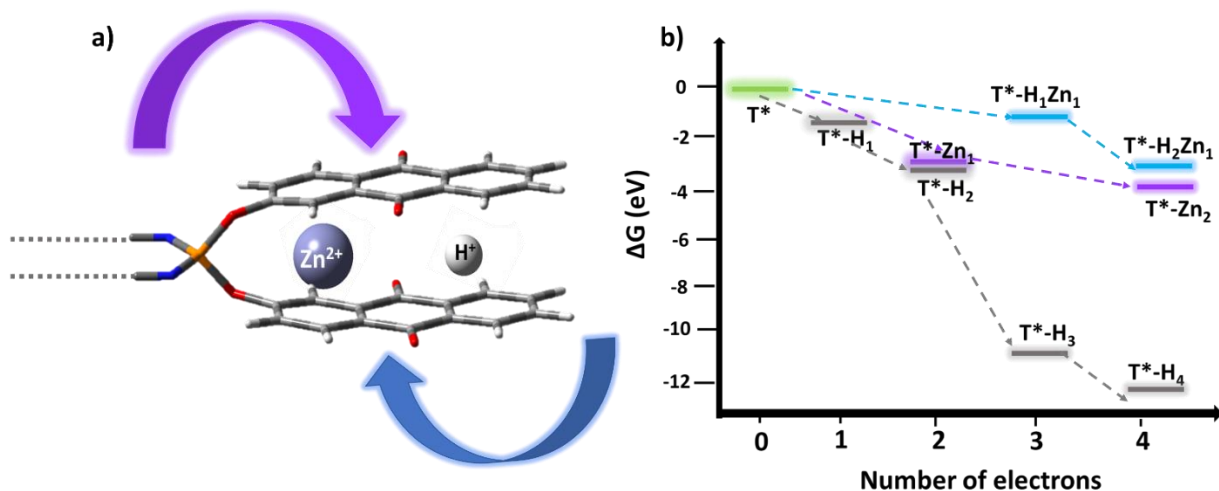 a)
Zn²⁺
H⁺
b)
ΔG (eV)
0
-2
-4
-6
-8
-10
-12
T*
T*-H₁
T*-Zn₁
T*-H₂
T*-H₁Zn₁
T*-H₂Zn₁
T*-Zn₂
T*-H₃
T*-H₄
0 1 2 3 4
Number of electrons